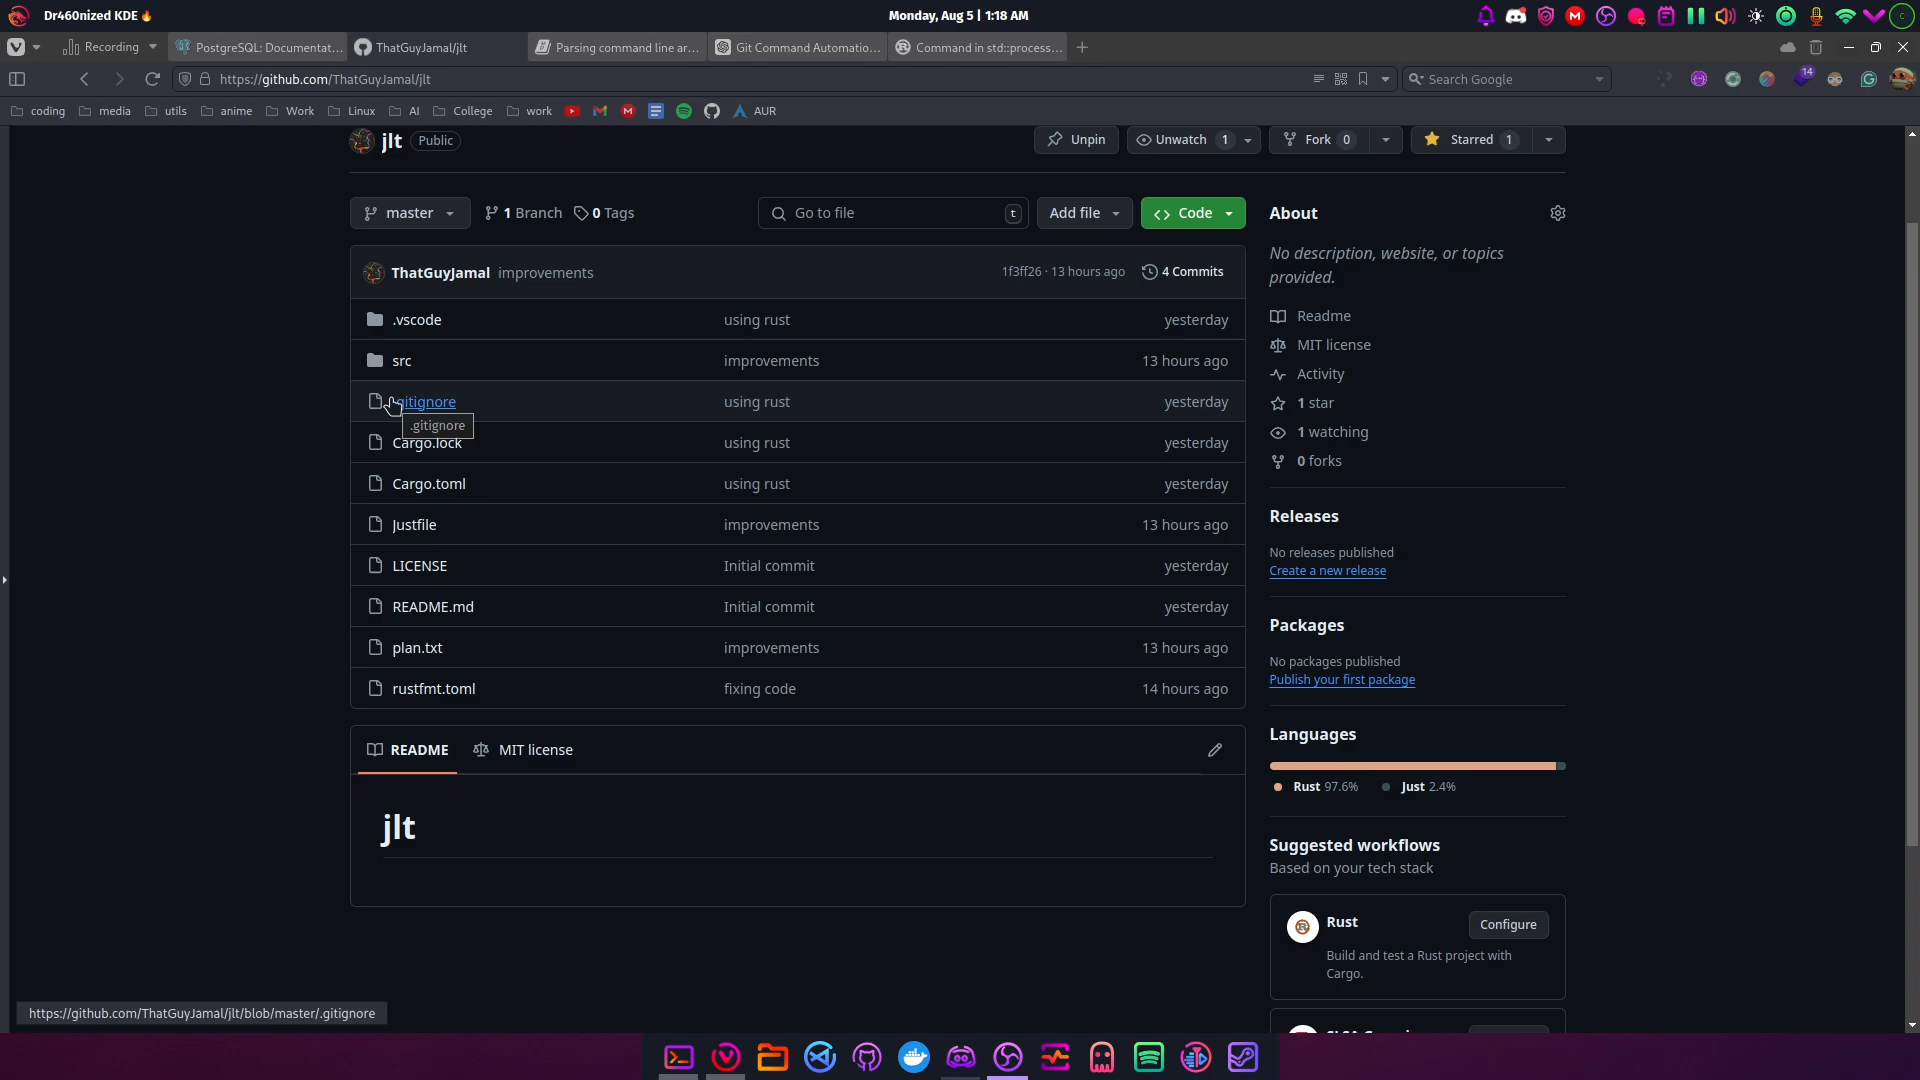 Dr460nized KDE
Monday, Aug 5 | 1:18 AM
Recording
PostgreSQL: Documentat...
ThatGuyJamal/jlt
Parsing command line ar...
Git Command Automatio...
Command in std::process...
https://github.com/ThatGuyJamal/jlt
Search Google
14
coding
media
utils
anime
Work
Linux
AI
College
work
AUR
jlt
Public
Unpin
Unwatch 1
Fork 0
Starred 1
master
1 Branch
0 Tags
Go to file
t
Add file
Code
ThatGuyJamal improvements
1f3ff26 · 13 hours ago
4 Commits
.vscode using rust yesterday
src improvements 13 hours ago
.gitignore using rust yesterday
.gitignore
Cargo.lock using rust yesterday
Cargo.toml using rust yesterday
Justfile improvements 13 hours ago
LICENSE Initial commit yesterday
README.md Initial commit yesterday
plan.txt improvements 13 hours ago
rustfmt.toml fixing code 14 hours ago
README
MIT license
jlt
About
No description, website, or topics
provided.
Readme
MIT license
Activity
1 star
1 watching
0 forks
Releases
No releases published
Create a new release
Packages
No packages published
Publish your first package
Languages
Rust 97.6%
Just 2.4%
Suggested workflows
Based on your tech stack
Rust
Configure
Build and test a Rust project with
Cargo.
https://github.com/ThatGuyJamal/jlt/blob/master/.gitignore